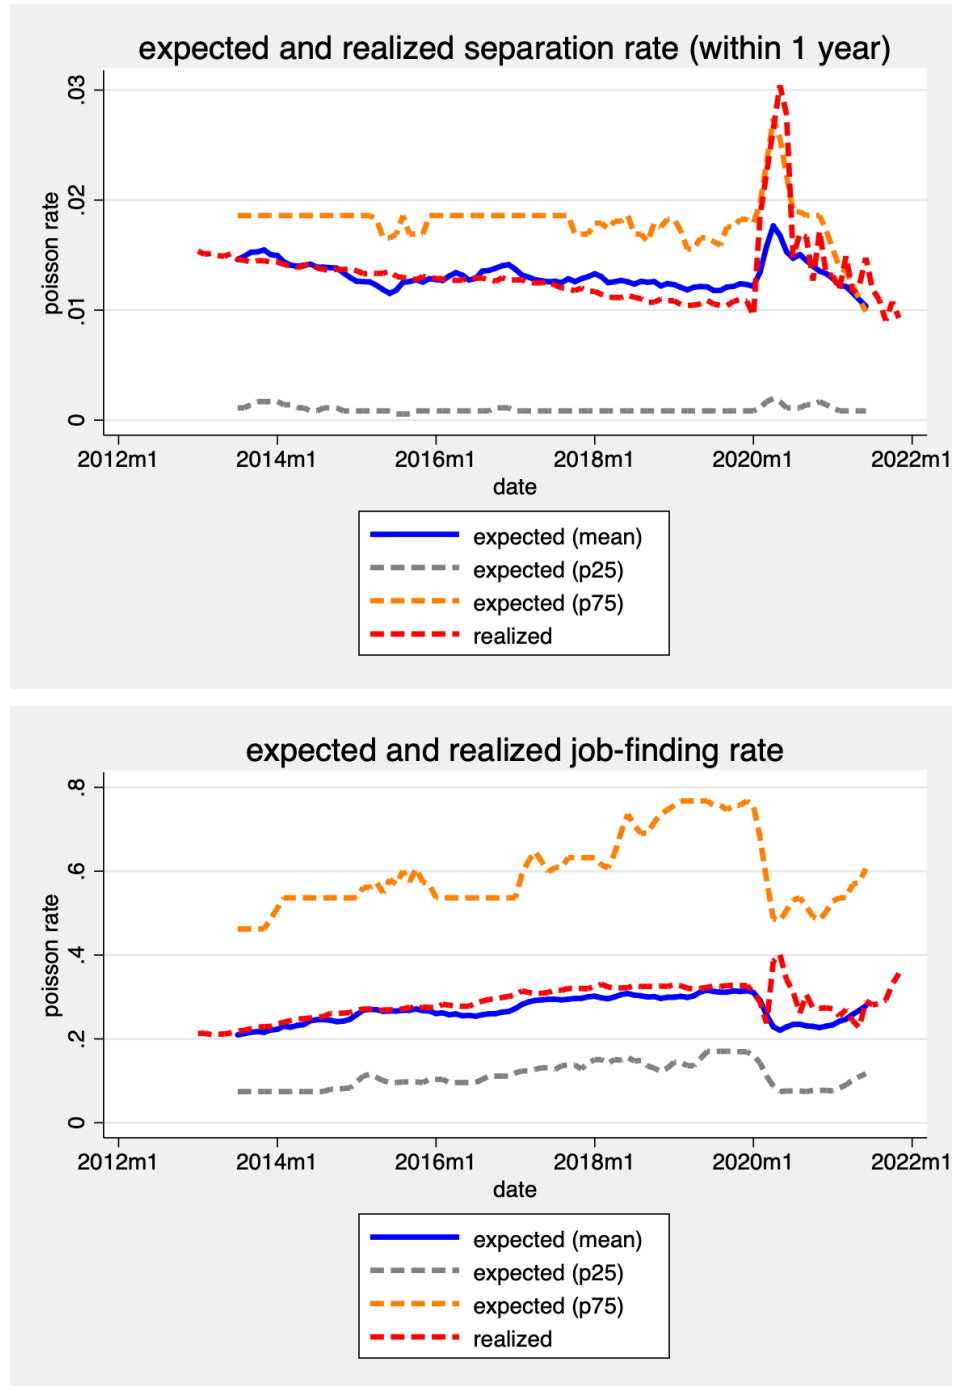 expected and realized separation rate (within 1 year)
poisson rate
.03
.02
.01
0
2012m1 2014m1 2016m1 2018m1 2020m1 2022m1
date
expected (mean)
expected (p25)
expected (p75)
realized
expected and realized job-finding rate
poisson rate
.8
.6
.4
.2
0
2012m1 2014m1 2016m1 2018m1 2020m1 2022m1
date
expected (mean)
expected (p25)
expected (p75)
realized